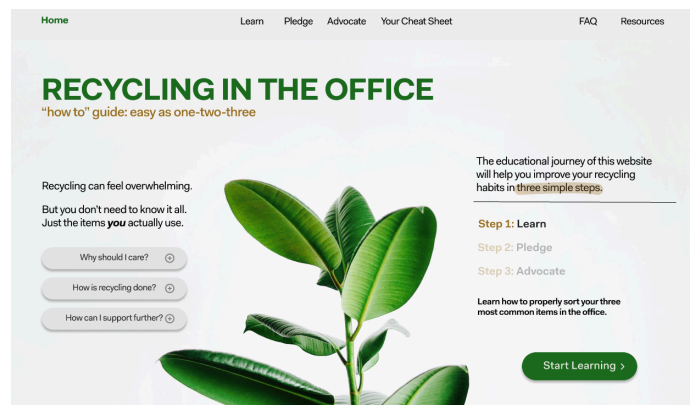 Home Learn Pledge Advocate Your Cheat Sheet FAQ Resources
RECYCLING IN THE OFFICE
“how to” guide: easy as one-two-three
Recycling can feel overwhelming.
But you don't need to know it all.
Just the items you actually use.
Why should I care?
How is recycling done?
How can I support further?
The educational journey of this website
will help you improve your recycling
habits in three simple steps.
Step 1: Learn
Step 2: Pledge
Step 3: Advocate
Learn how to properly sort your three
most common items in the office.
Start Learning >